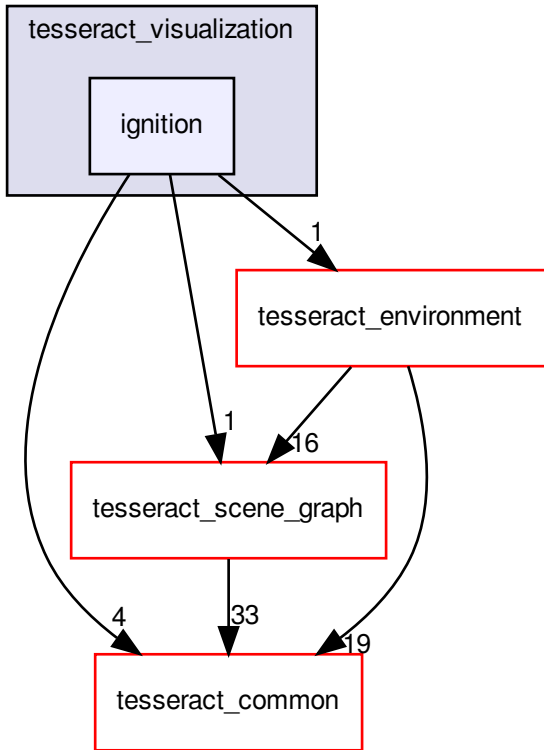 tesseract_visualization
ignition
1
tesseract_environment
1
16
tesseract_scene_graph
4
33
19
tesseract_common